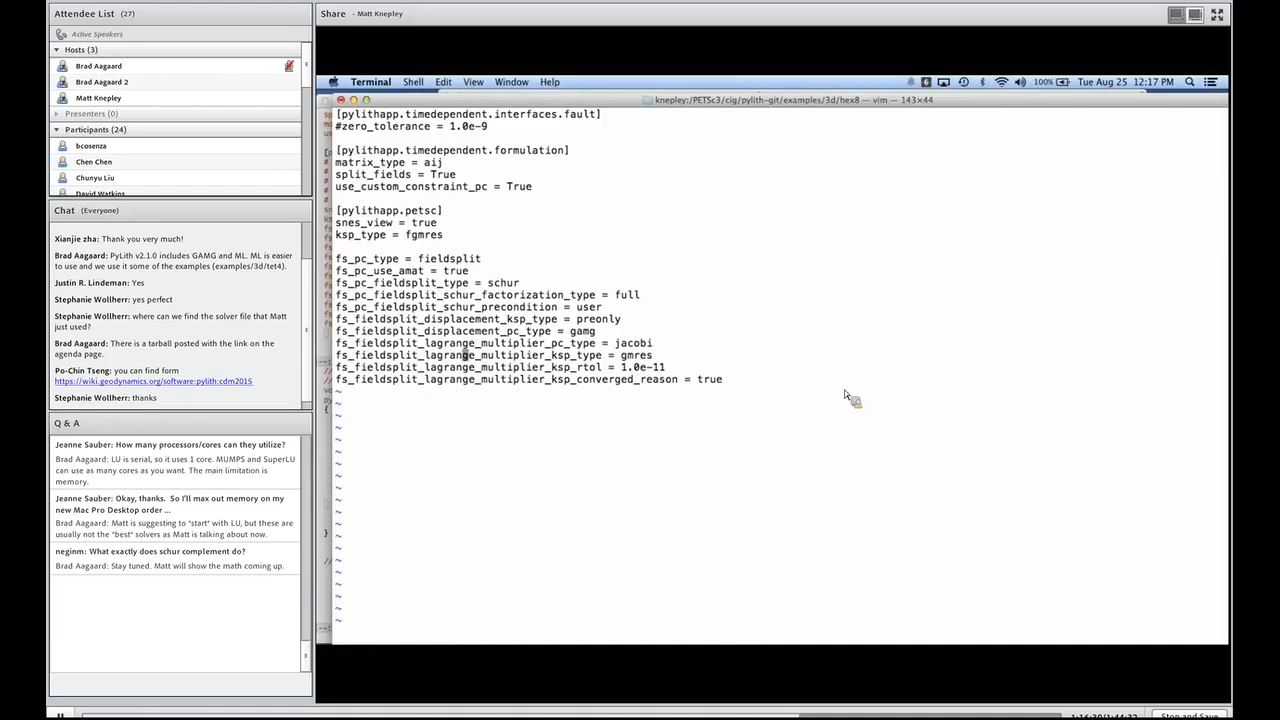 Attendee List (27)
Active Speakers
Hosts (3)
Brad Aagaard
Brad Aagaard 2
Matt Knepley
Presenters (0)
Participants (24)
bcosenza
Chen Chen
Chunyu Liu
David Watkins
Chat (Everyone)
Xianjie zha: Thank you very much!
Brad Aagaard: PyLith v2.1.0 includes GAMG and ML. ML is easier
to use and we use it some of the examples (examples/3d/tet4).
Justin R. Lindeman: Yes
Stephanie Wollherr: yes perfect
Stephanie Wollherr: where can we find the solver file that Matt
just used?
Brad Aagaard: There is a tarball posted with the link on the
agenda page.
Po-Chin Tseng: you can find form
https://wiki.geodynamics.org/software:pylith:cdm2015
Stephanie Wollherr: thanks
Q & A
Jeanne Sauber: How many processors/cores can they utilize?
Brad Aagaard: LU is serial, so it uses 1 core. MUMPS and SuperLU
can use as many cores as you want. The main limitation is
memory.
Jeanne Sauber: Okay, thanks. So I'll max out memory on my
new Mac Pro Desktop order ...
Brad Aagaard: Matt is suggesting to *start* with LU, but these are
usually not the *best* solvers as Matt is talking about now.
neginm: What exactly does schur complement do?
Brad Aagaard: Stay tuned. Matt will show the math coming up.
Share - Matt Knepley
Terminal Shell Edit View Window Help 100% Tue Aug 25 12:17 PM
knepley:/PETSc3/cig/pylith-git/examples/3d/hex8 — vim — 143×44
[pylithapp.timedependent.interfaces.fault]
#zero_tolerance = 1.0e-9
[pylithapp.timedependent.formulation]
matrix_type = aij
split_fields = True
use_custom_constraint_pc = True
[pylithapp.petsc]
snes_view = true
ksp_type = fgmres
fs_pc_type = fieldsplit
fs_pc_use_amat = true
fs_pc_fieldsplit_type = schur
fs_pc_fieldsplit_schur_factorization_type = full
fs_pc_fieldsplit_schur_precondition = user
fs_fieldsplit_displacement_ksp_type = preonly
fs_fieldsplit_displacement_pc_type = gamg
fs_fieldsplit_lagrange_multiplier_pc_type = jacobi
fs_fieldsplit_lagrange_multiplier_ksp_type = gmres
fs_fieldsplit_lagrange_multiplier_ksp_rtol = 1.0e-11
fs_fieldsplit_lagrange_multiplier_ksp_converged_reason = true
1:16:30/1:44:32
Stop and Save